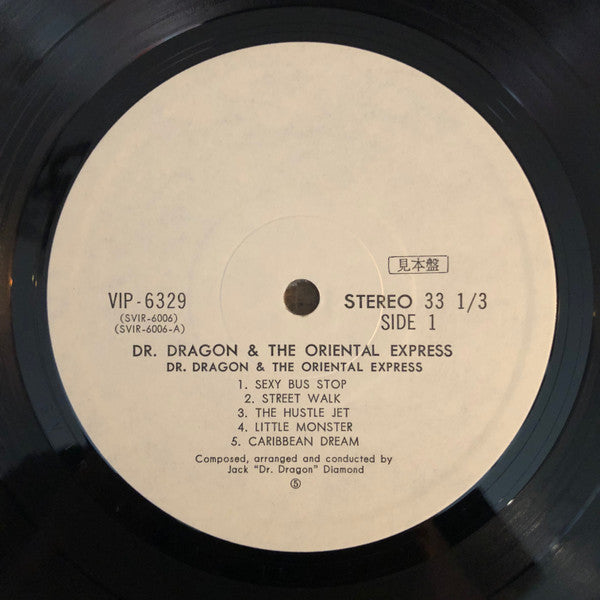 見本盤
VIP-6329
(SVIR-6006)
(SVIR-6006-A)
STEREO 33 1/3
SIDE 1
DR. DRAGON & THE ORIENTAL EXPRESS
DR. DRAGON & THE ORIENTAL EXPRESS
1. SEXY BUS STOP
2. STREET WALK
3. THE HUSTLE JET
4. LITTLE MONSTER
5. CARIBBEAN DREAM
Composed, arranged and conducted by
Jack "Dr. Dragon" Diamond
⑤